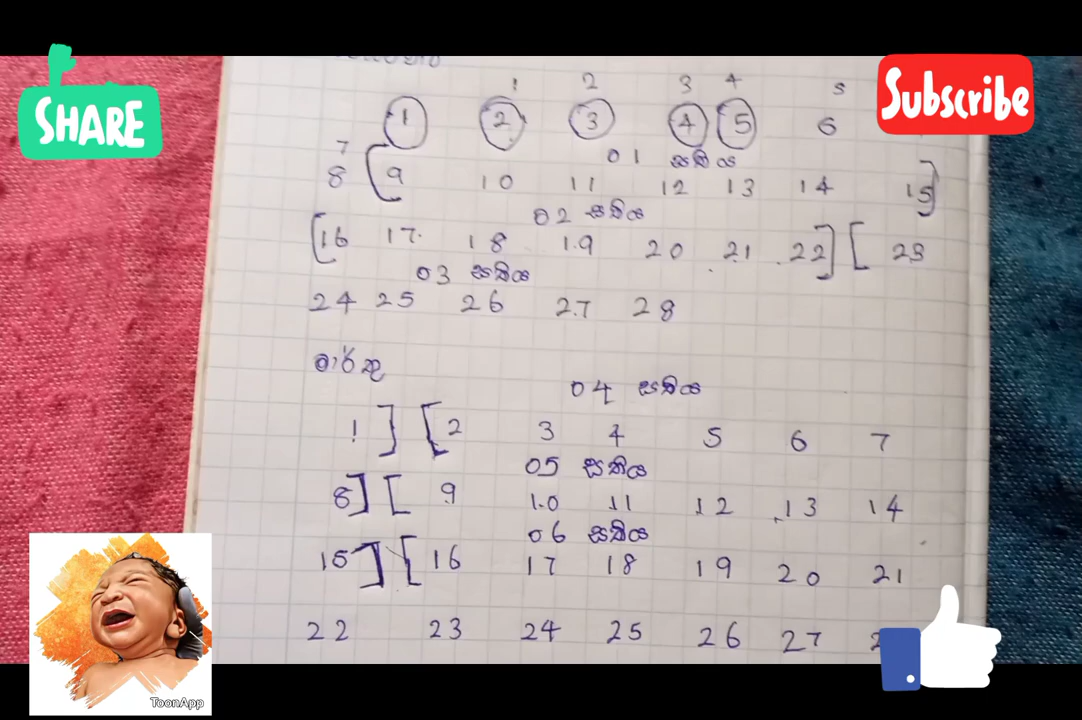 SHARE
Subscribe
1 2 3 4 5
1 2 3 4 5 6
7 01 සතිය
8 [ 9 10 11 12 13 14 15 ]
02 සතිය
[ 16 17 18 19 20 21 22 ] [ 23
03 සතිය
24 25 26 27 28
මාර්තු
04 සතිය
1 ] [ 2 3 4 5 6 7
05 සතිය
8 ] [ 9 10 11 12 13 14
06 සතිය
15 ] [ 16 17 18 19 20 21
22 23 24 25 26 27
ToonApp